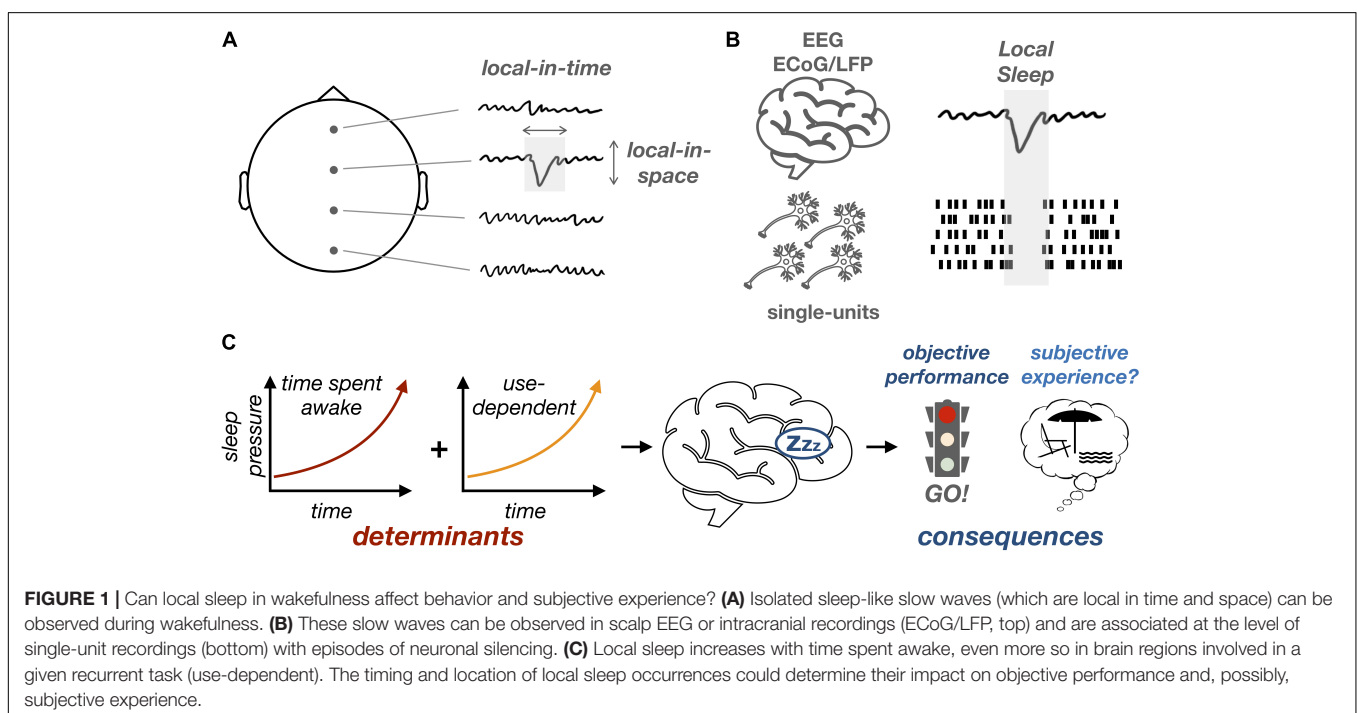 A
local-in-time
local-in-
space
B
EEG
ECoG/LFP
Local
Sleep
single-units
C
sleep
pressure
time spent
awake
time
+
use-
dependent
time
determinants
zZz
objective
performance
GO!
subjective
experience?
consequences
FIGURE 1 | Can local sleep in wakefulness affect behavior and subjective experience? (A) Isolated sleep-like slow waves (which are local in time and space) can be
observed during wakefulness. (B) These slow waves can be observed in scalp EEG or intracranial recordings (ECoG/LFP, top) and are associated at the level of
single-unit recordings (bottom) with episodes of neuronal silencing. (C) Local sleep increases with time spent awake, even more so in brain regions involved in a
given recurrent task (use-dependent). The timing and location of local sleep occurrences could determine their impact on objective performance and, possibly,
subjective experience.